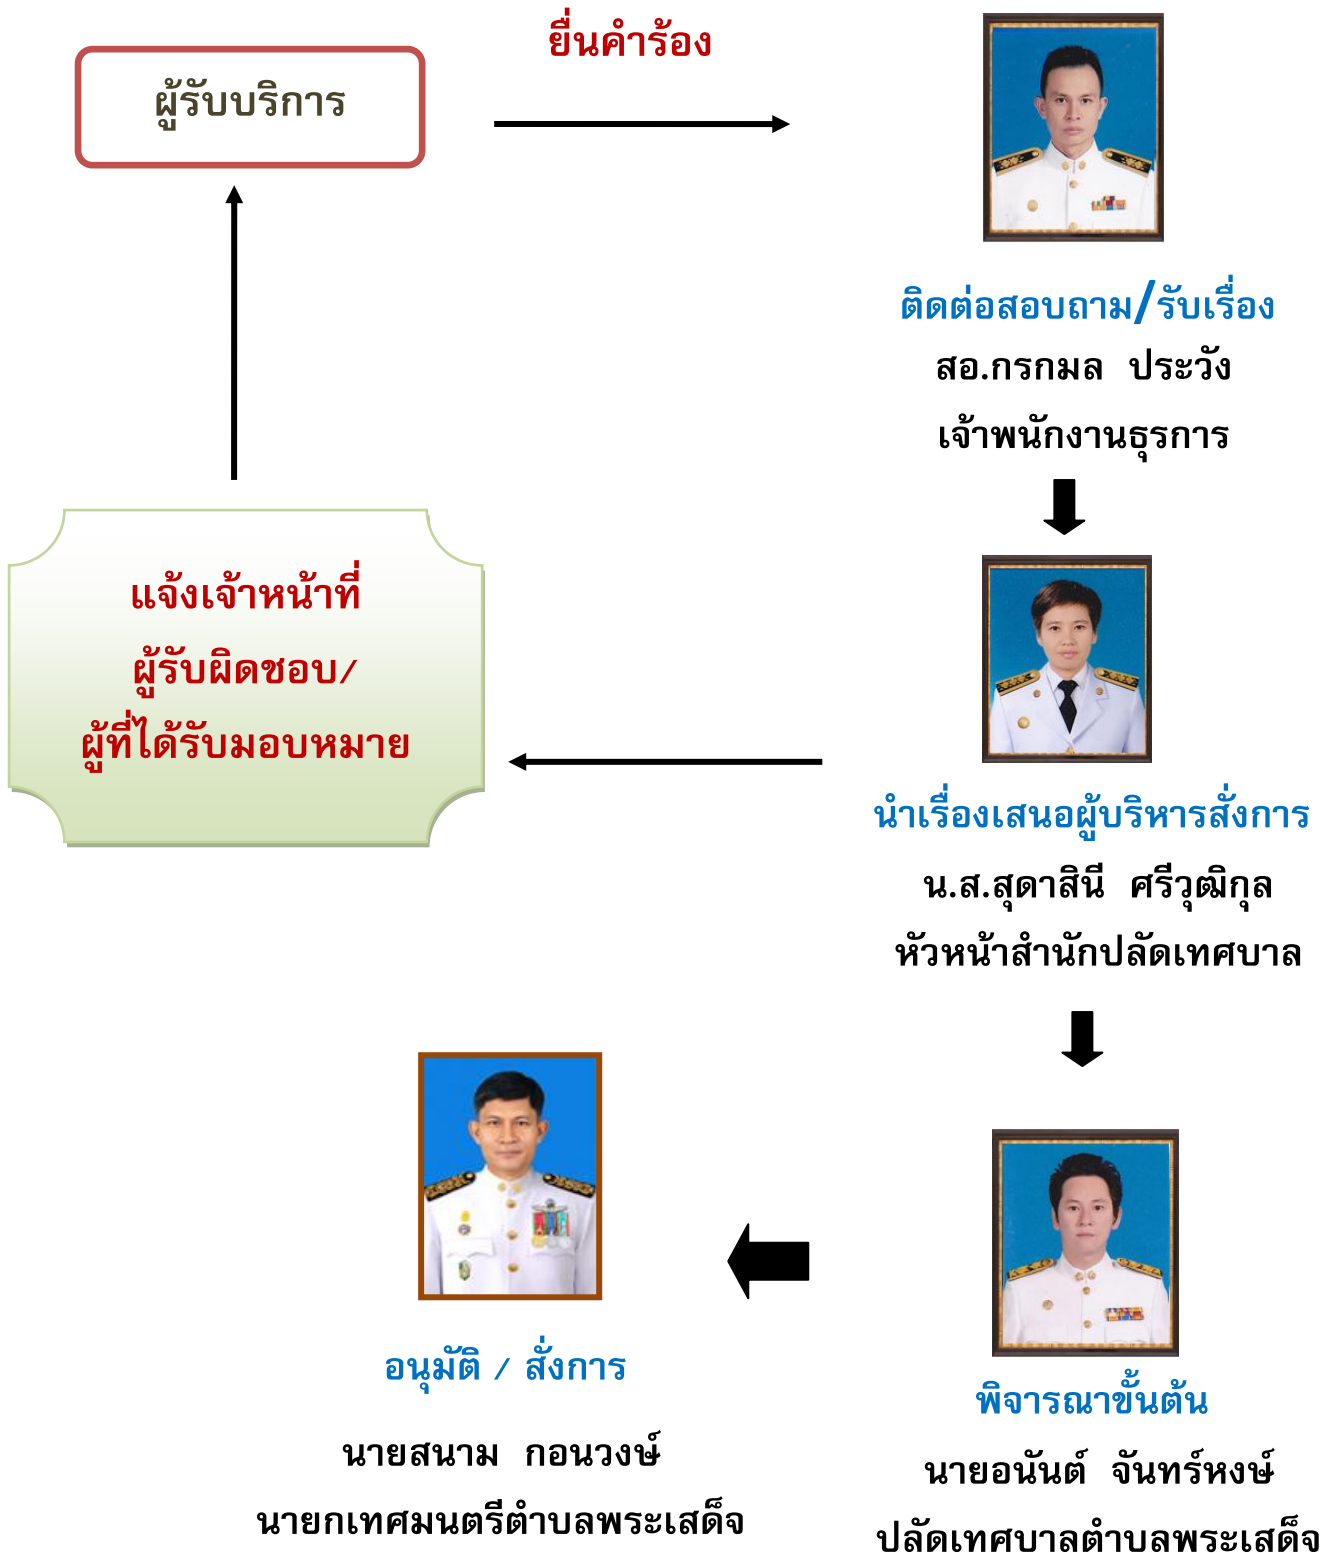 ยื่นคำร้อง
ผู้รับบริการ
ติดต่อสอบถาม/รับเรื่อง
สอ.กรกมล ประวัง
เจ้าพนักงานธุรการ
แจ้งเจ้าหน้าที่
ผู้รับผิดชอบ/
ผู้ที่ได้รับมอบหมาย
นำเรื่องเสนอผู้บริหารสั่งการ
น.ส.สุดาสินี ศรีวุฒิกุล
หัวหน้าสำนักปลัดเทศบาล
อนุมัติ / สั่งการ
นายสนาม กอนวงษ์
นายกเทศมนตรีตำบลพระเสด็จ
พิจารณาขั้นต้น
นายอนันต์ จันทร์หงษ์
ปลัดเทศบาลตำบลพระเสด็จ